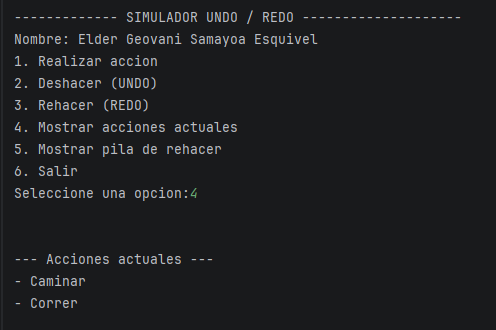 ------------- SIMULADOR UNDO / REDO --------------------
Nombre: Elder Geovani Samayoa Esquivel
1. Realizar accion
2. Deshacer (UNDO)
3. Rehacer (REDO)
4. Mostrar acciones actuales
5. Mostrar pila de rehacer
6. Salir
Seleccione una opcion:4
--- Acciones actuales ---
- Caminar
- Correr